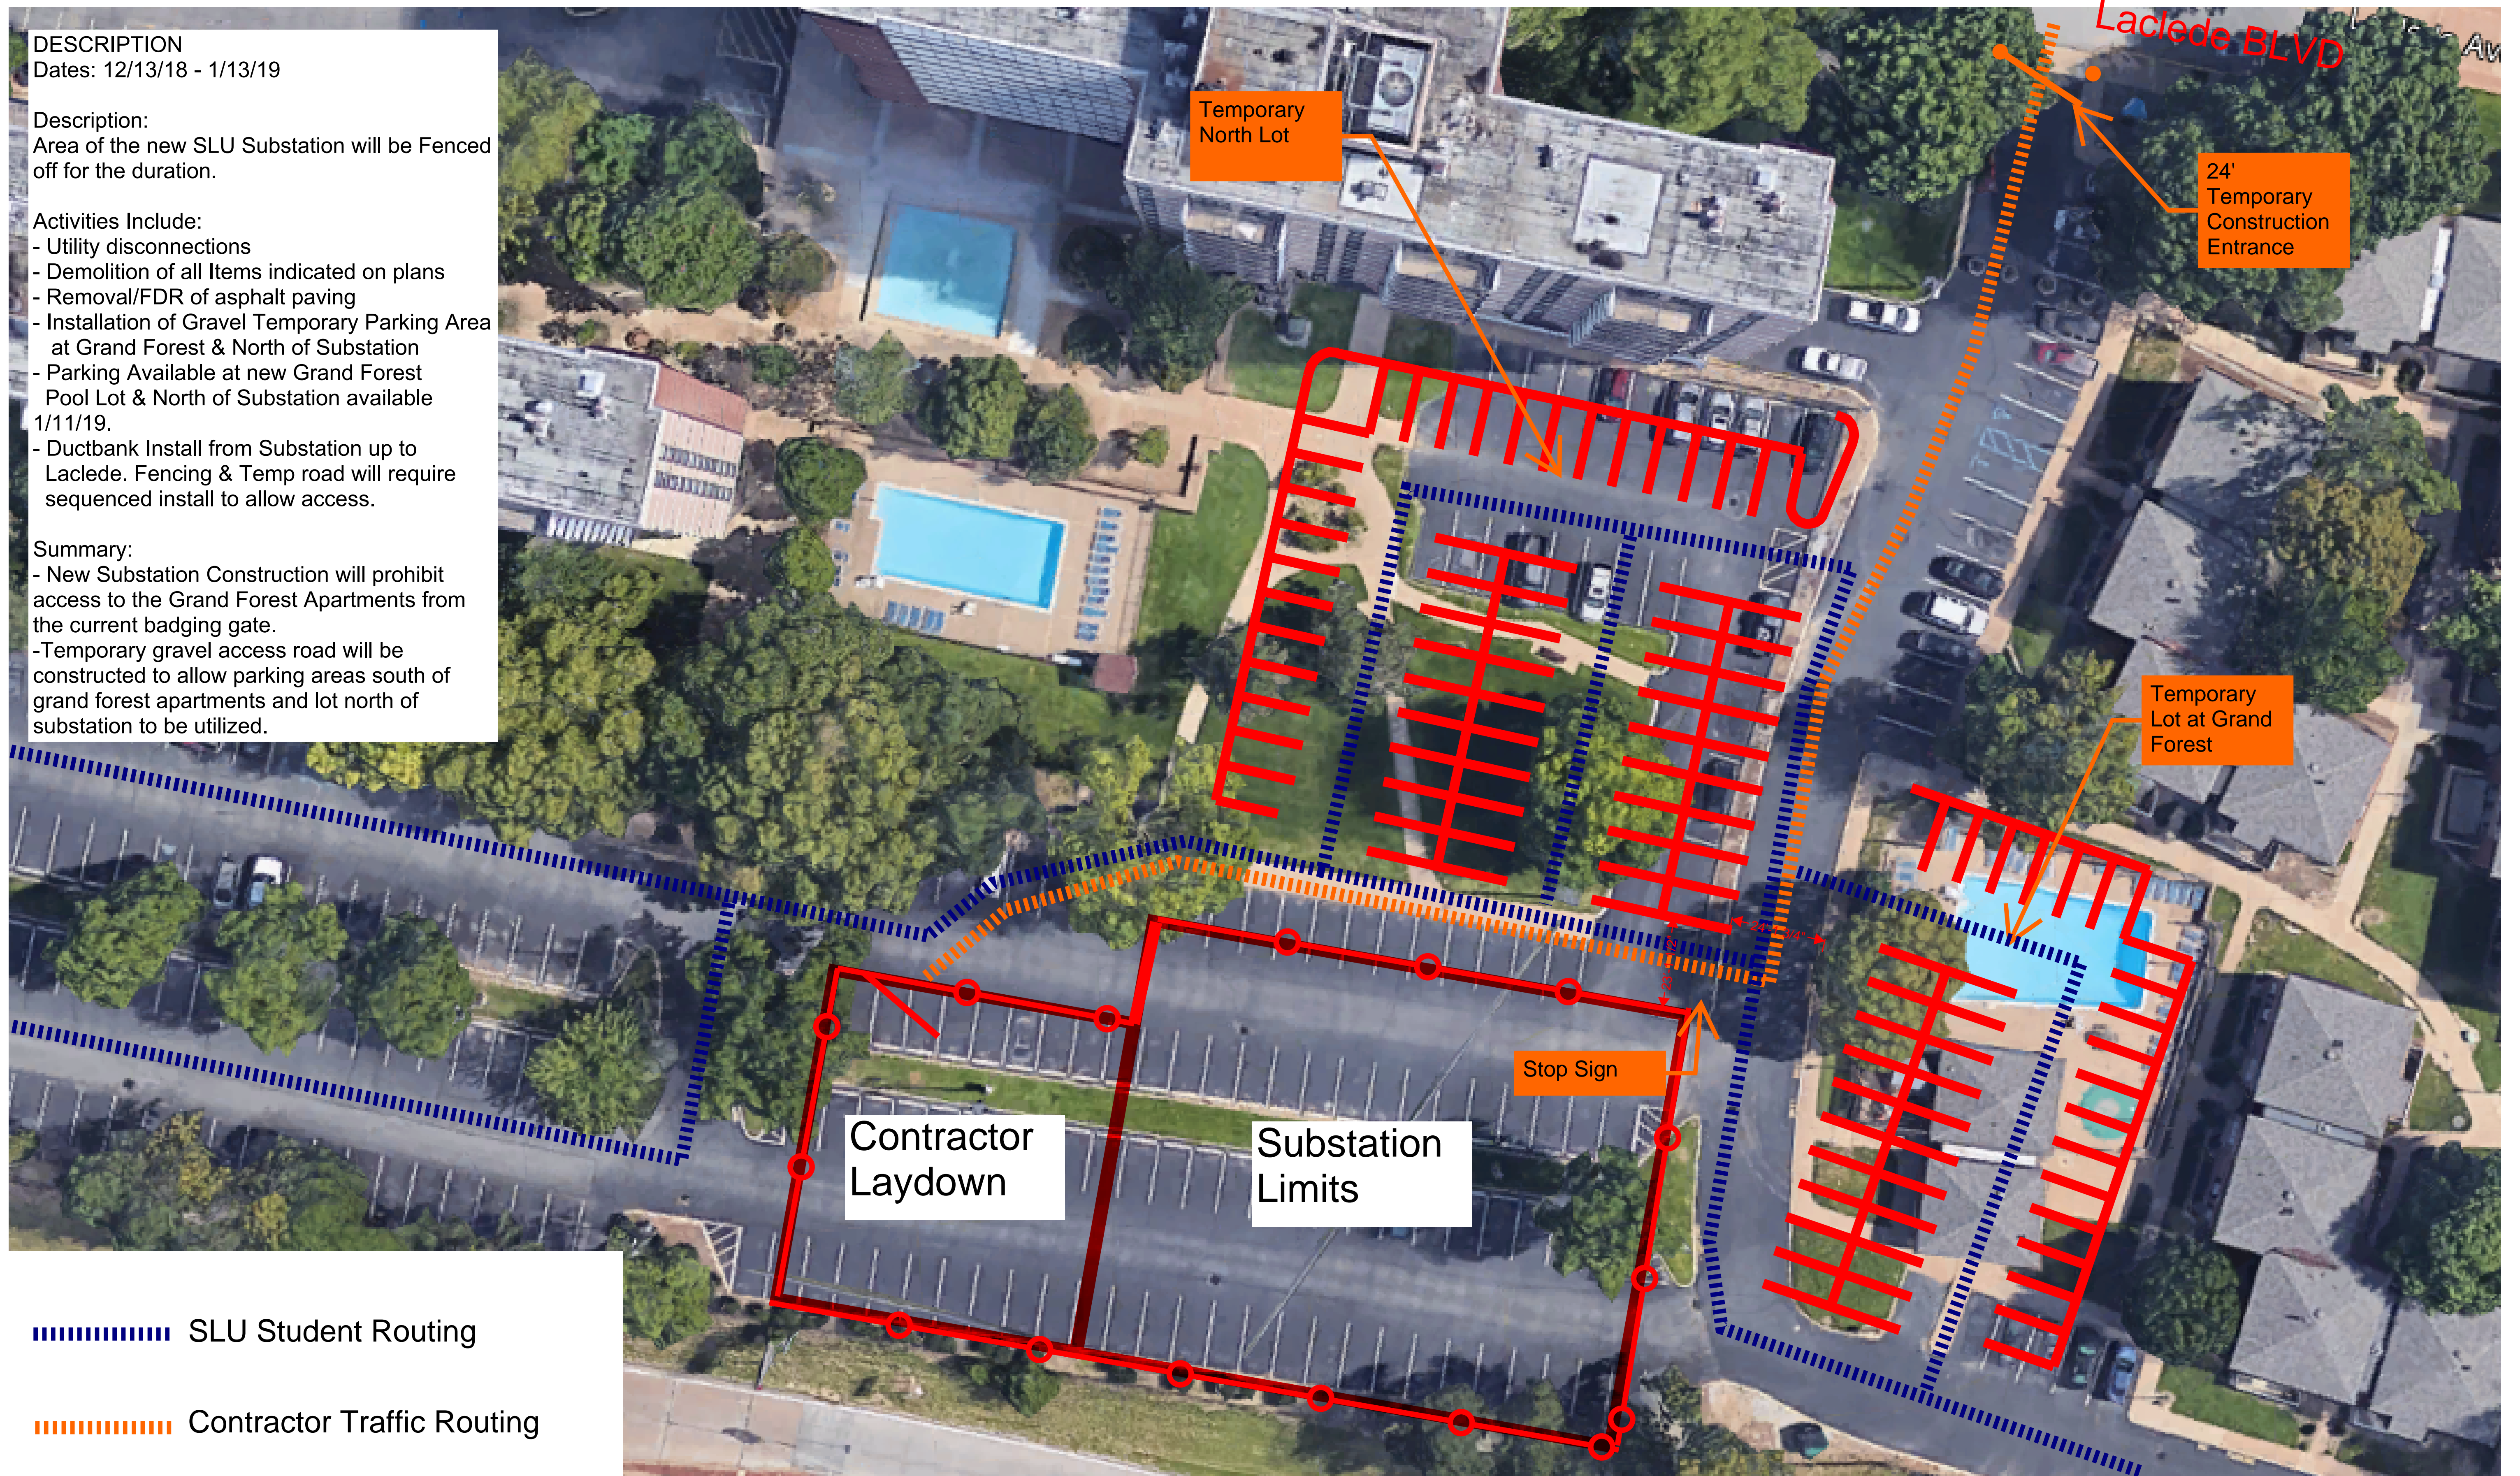 DESCRIPTION
Dates: 12/13/18 - 1/13/19
Description:
Area of the new SLU Substation will be Fenced
off for the duration.
Activities Include:
- Utility disconnections
- Demolition of all Items indicated on plans
- Removal/FDR of asphalt paving
- Installation of Gravel Temporary Parking Area
at Grand Forest & North of Substation
- Parking Available at new Grand Forest
Pool Lot & North of Substation available
1/11/19.
- Ductbank Install from Substation up to
Laclede. Fencing & Temp road will require
sequenced install to allow access.
Summary:
- New Substation Construction will prohibit
access to the Grand Forest Apartments from
the current badging gate.
-Temporary gravel access road will be
constructed to allow parking areas south of
grand forest apartments and lot north of
substation to be utilized.
Laclede BLVD
Temporary
North Lot
24'
Temporary
Construction
Entrance
Temporary
Lot at Grand
Forest
Stop Sign
Contractor
Laydown
Substation
Limits
SLU Student Routing
Contractor Traffic Routing